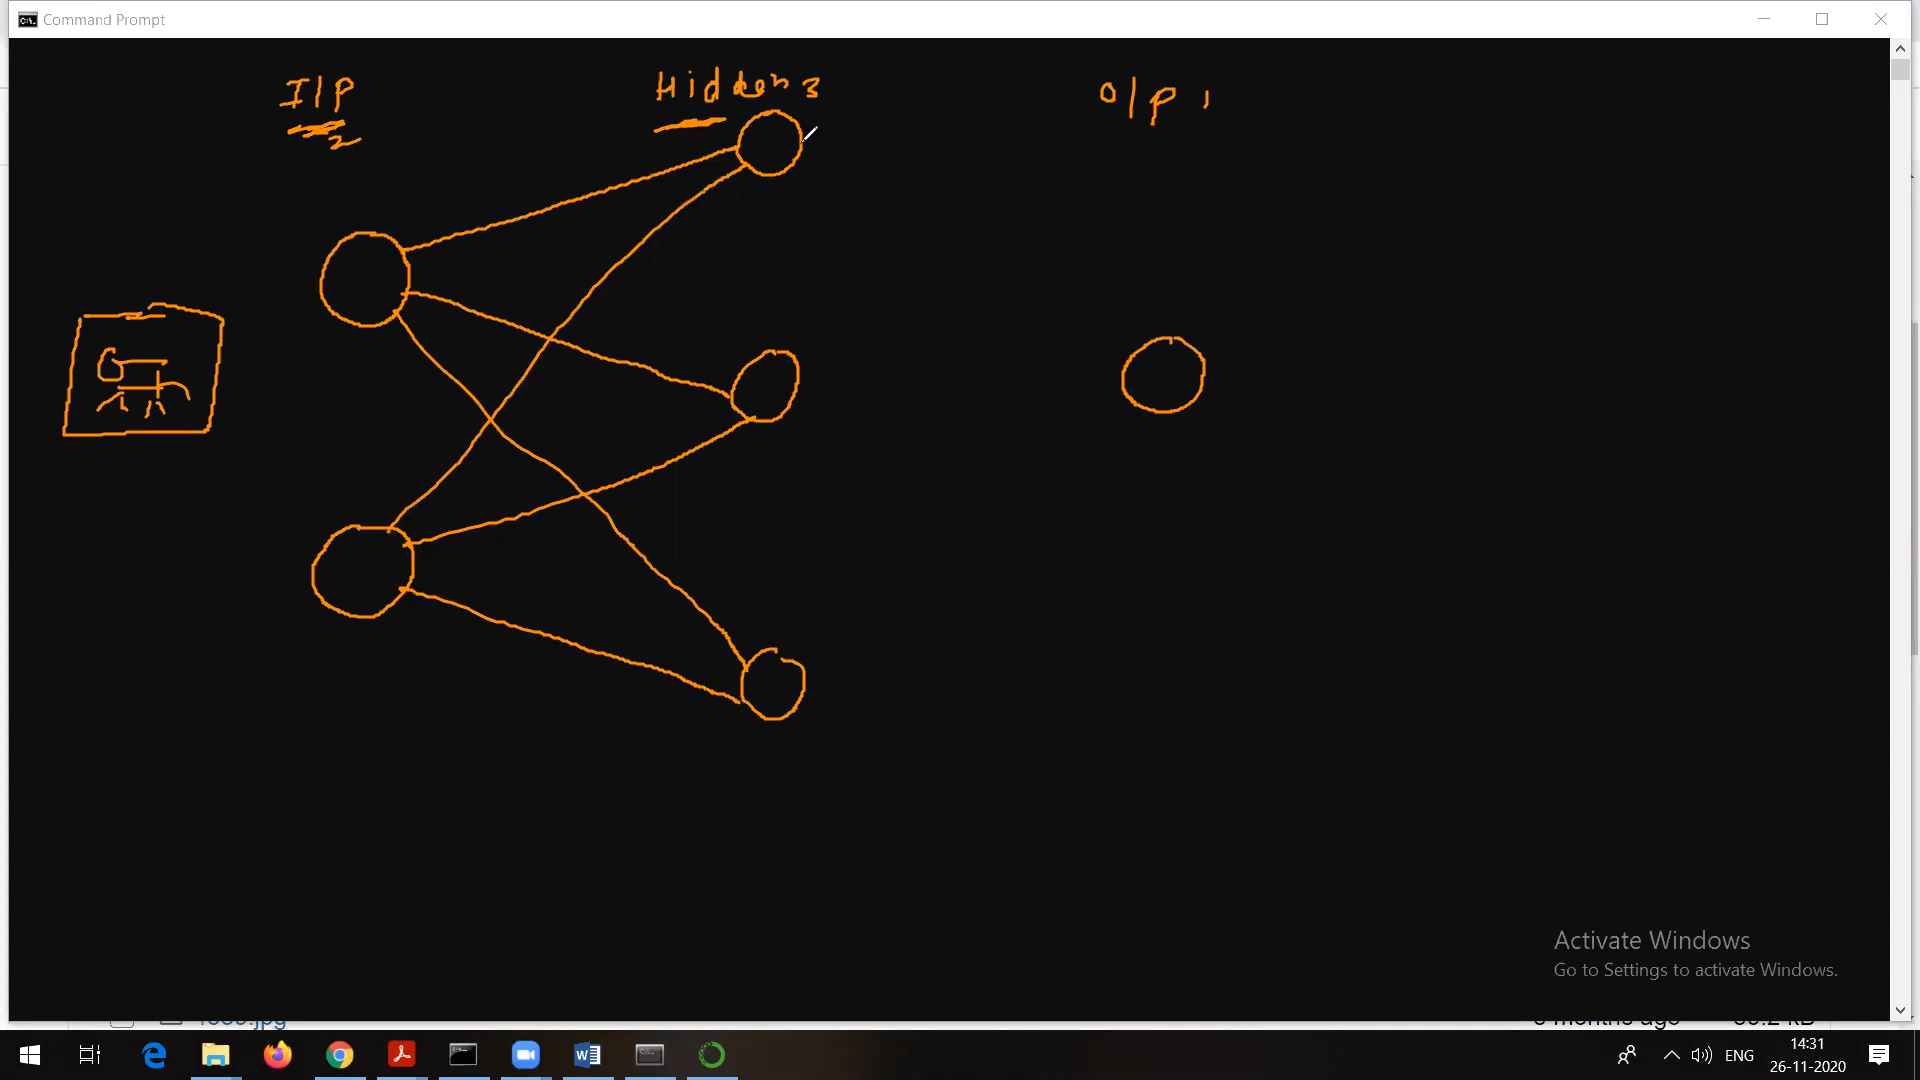 Command Prompt
I/P
2
Hidden 3
O/P 1
Activate Windows
Go to Settings to activate Windows.
14:31
ENG
26-11-2020